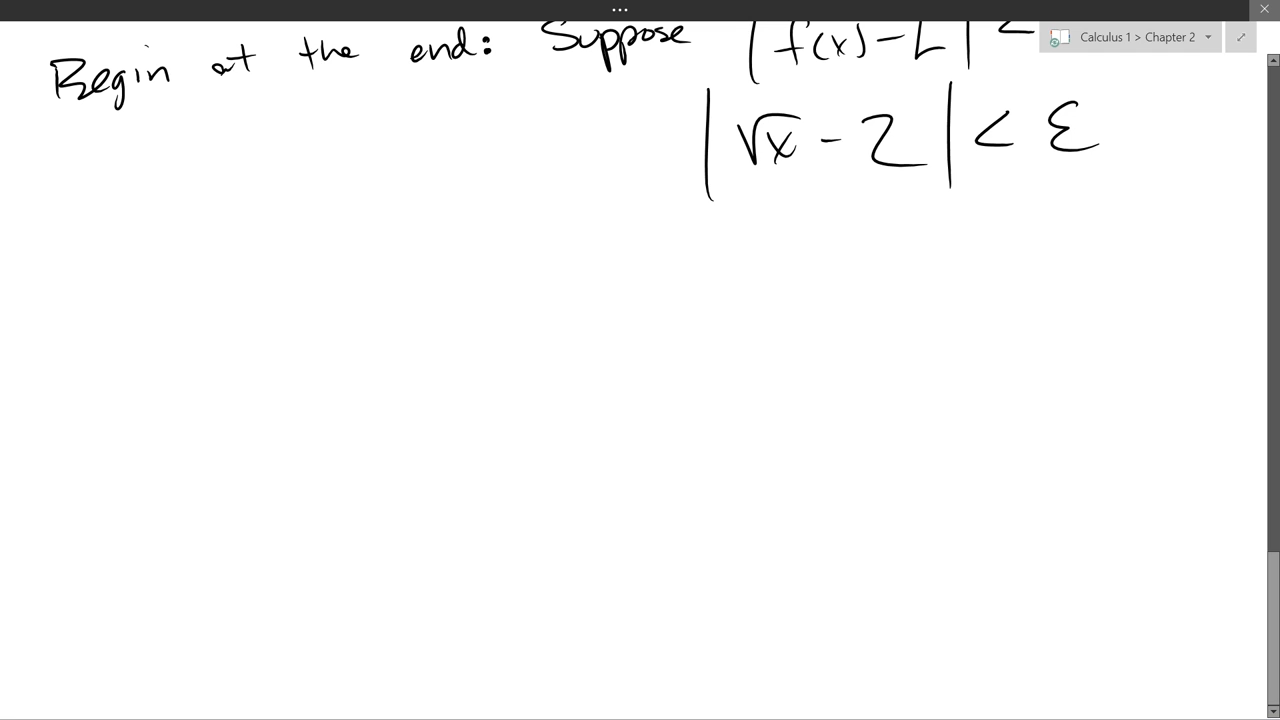 Begin at the end: Suppose |f(x)-L| <
Calculus 1 > Chapter 2
|√x - 2| < ε